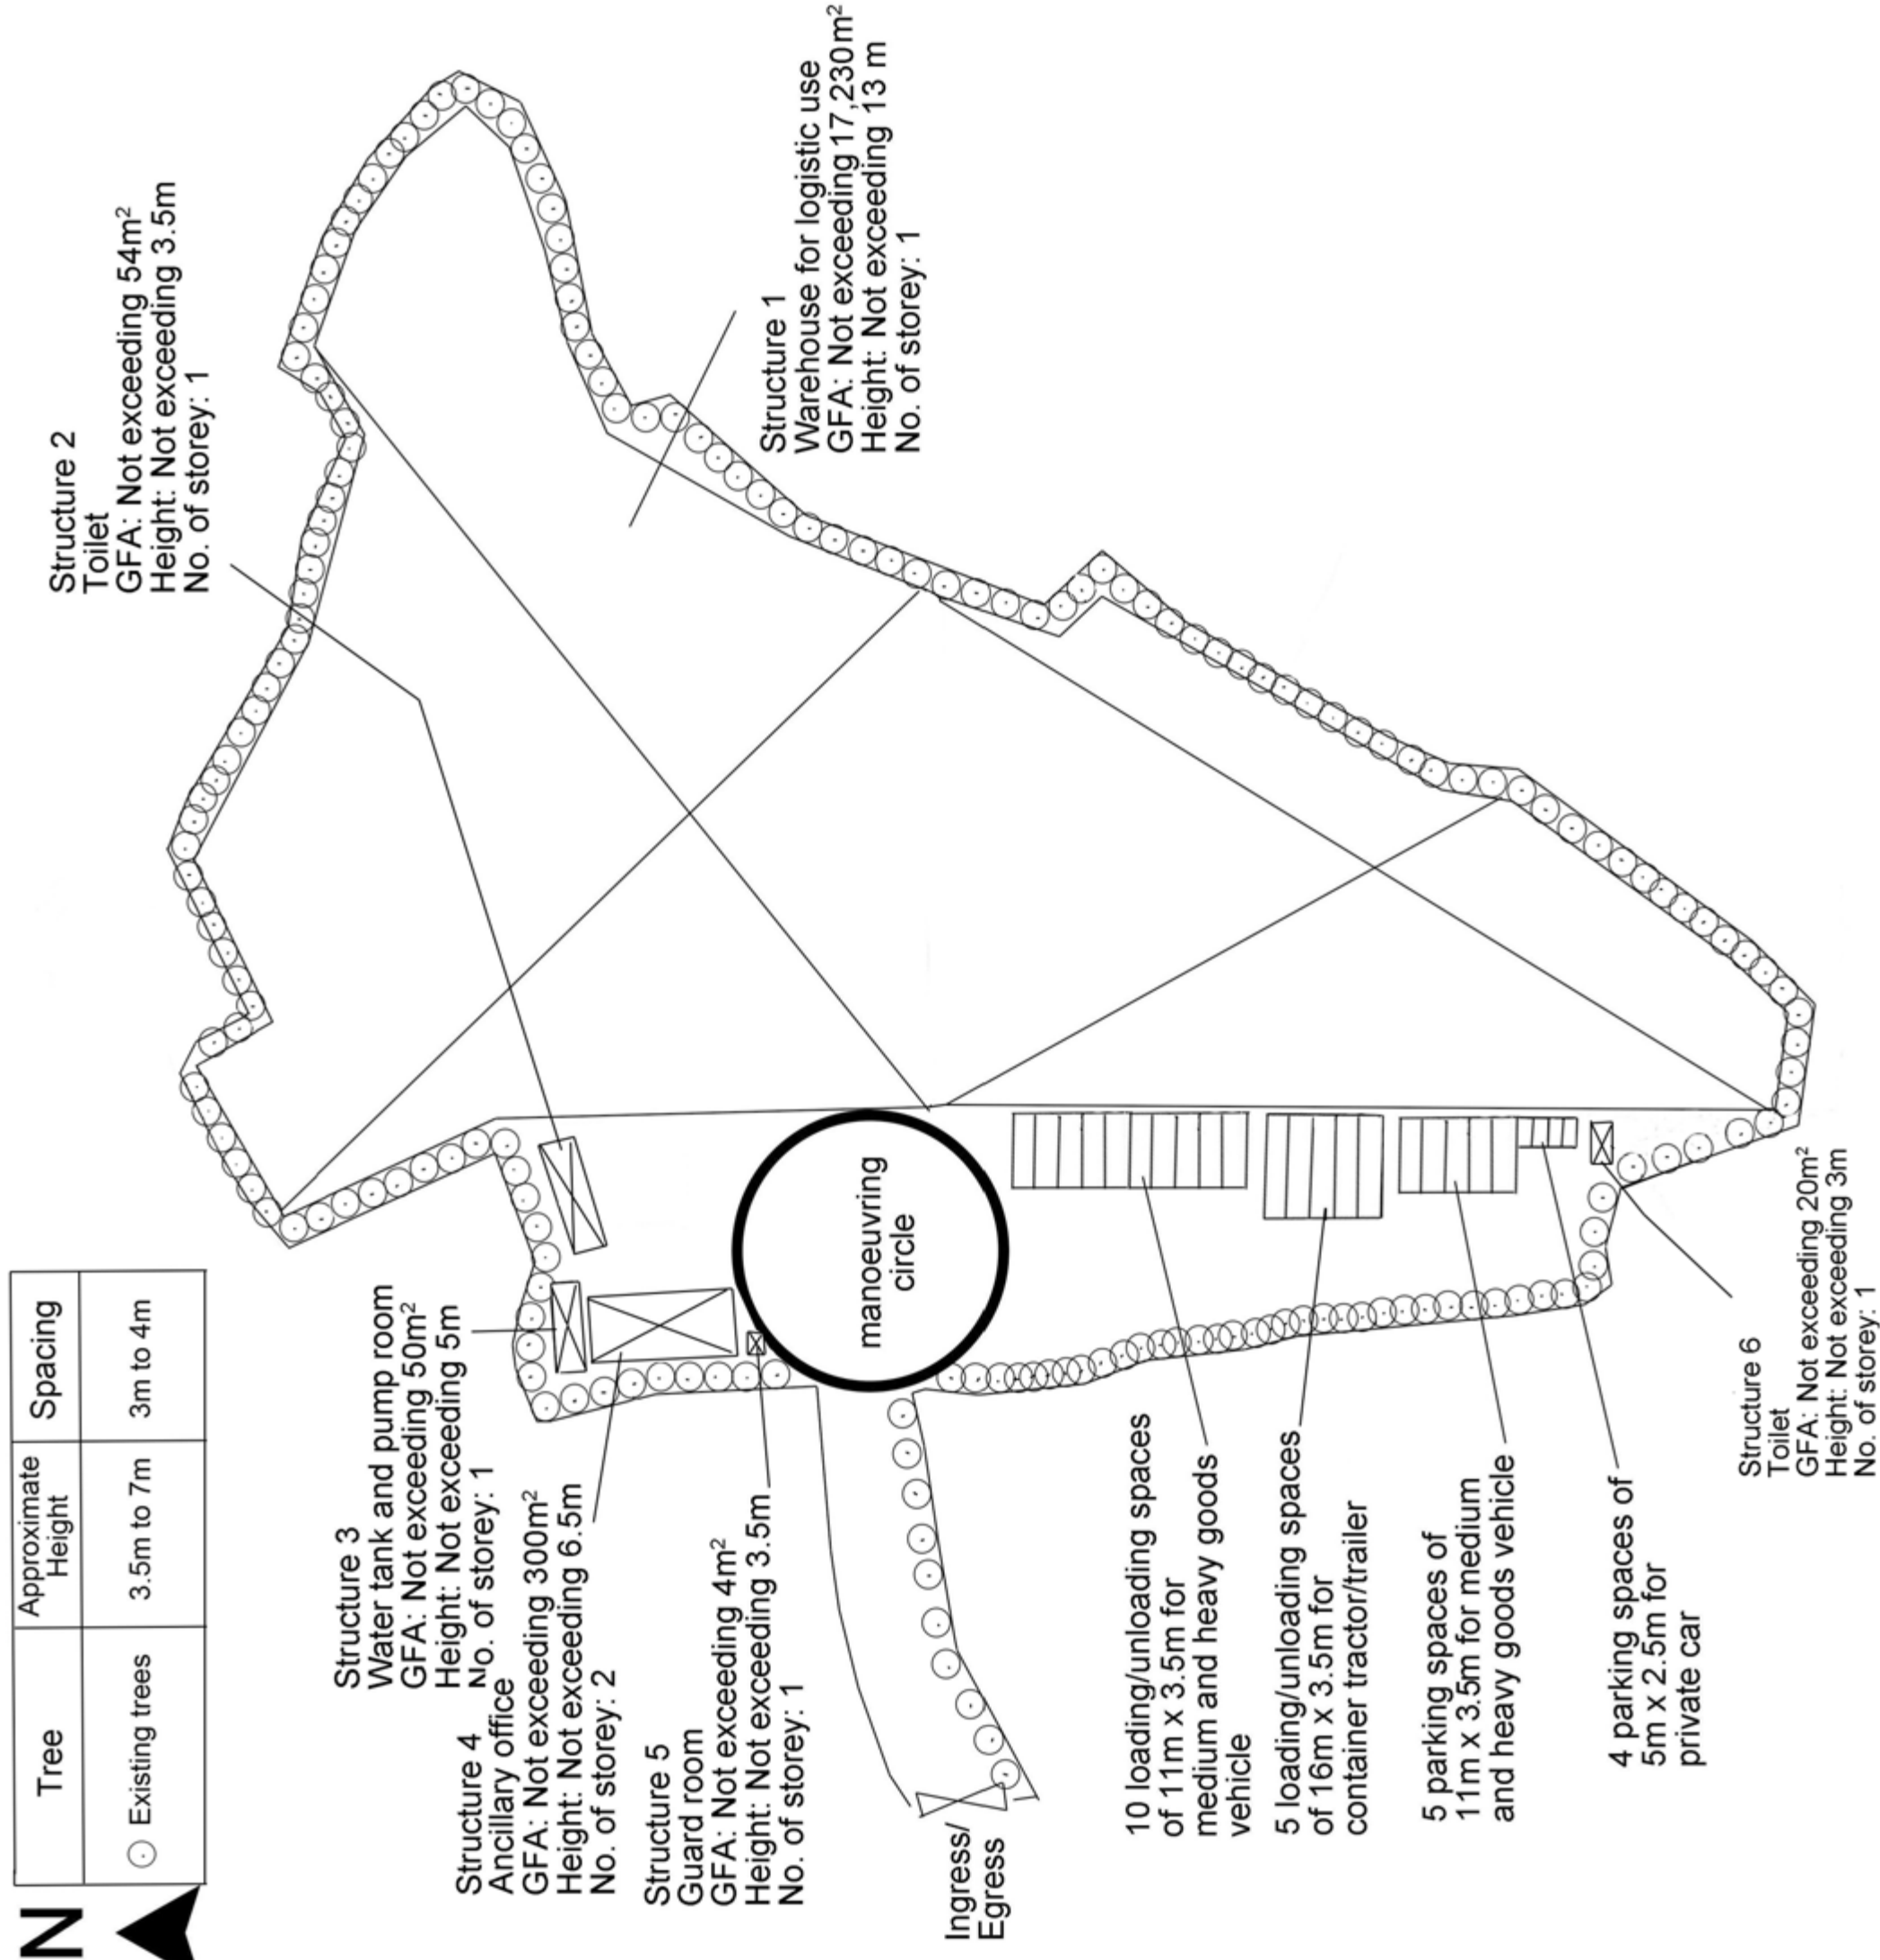 N
Tree
Approximate
Height
Spacing
Existing trees
3.5m to 7m
3m to 4m
Structure 2
Toilet
GFA: Not exceeding 54m²
Height: Not exceeding 3.5m
No. of storey: 1
Structure 1
Warehouse for logistic use
GFA: Not exceeding 17,230m²
Height: Not exceeding 13 m
No. of storey: 1
Structure 3
Water tank and pump room
GFA: Not exceeding 50m²
Height: Not exceeding 5m
No. of storey: 1
Structure 4
Ancillary office
GFA: Not exceeding 300m²
Height: Not exceeding 6.5m
No. of storey: 2
Structure 5
Guard room
GFA: Not exceeding 4m²
Height: Not exceeding 3.5m
No. of storey: 1
manoeuvring
circle
Ingress/
Egress
10 loading/unloading spaces
of 11m x 3.5m for
medium and heavy goods
vehicle
5 loading/unloading spaces
of 16m x 3.5m for
container tractor/trailer
5 parking spaces of
11m x 3.5m for medium
and heavy goods vehicle
4 parking spaces of
5m x 2.5m for
private car
Structure 6
Toilet
GFA: Not exceeding 20m²
Height: Not exceeding 3m
No. of storey: 1